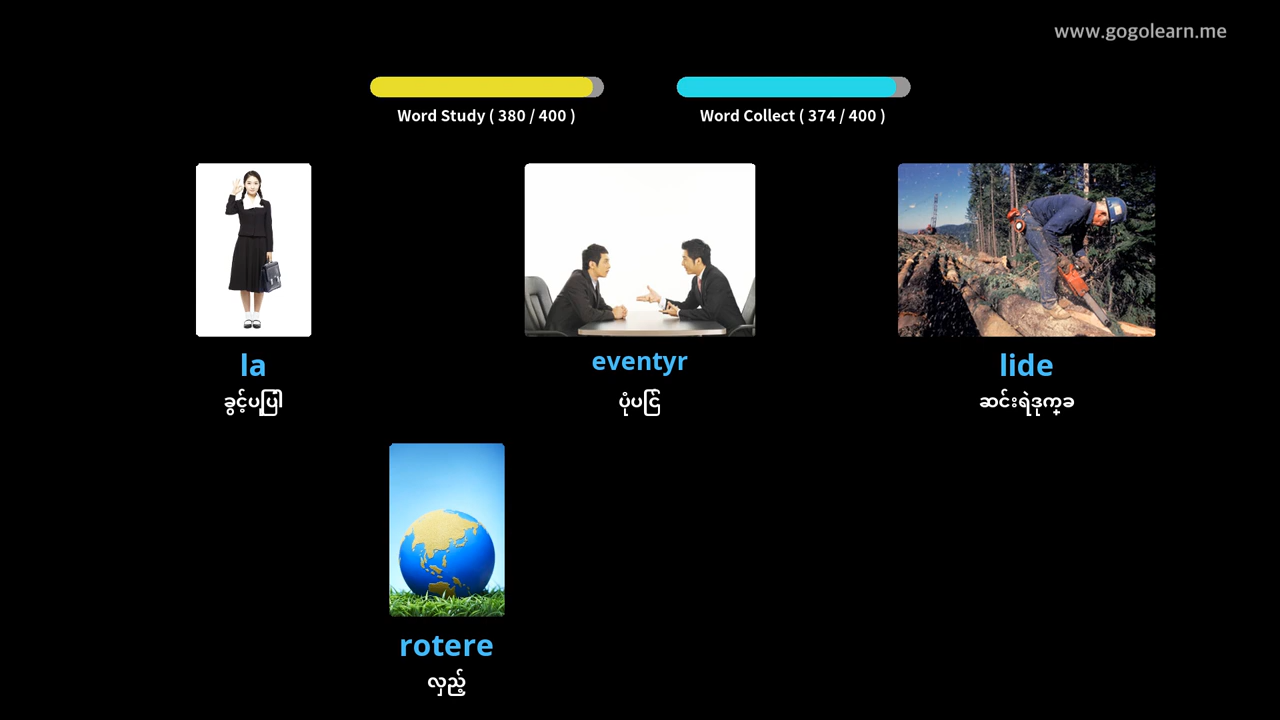 www.gogolearn.me
Word Study ( 380 / 400 )
Word Collect ( 374 / 400 )
la
eventyr
lide
ခွင့်ပြုပါ
ပုံပြင်
ဆင်းရဲဒုက္ခ
rotere
လှည့်